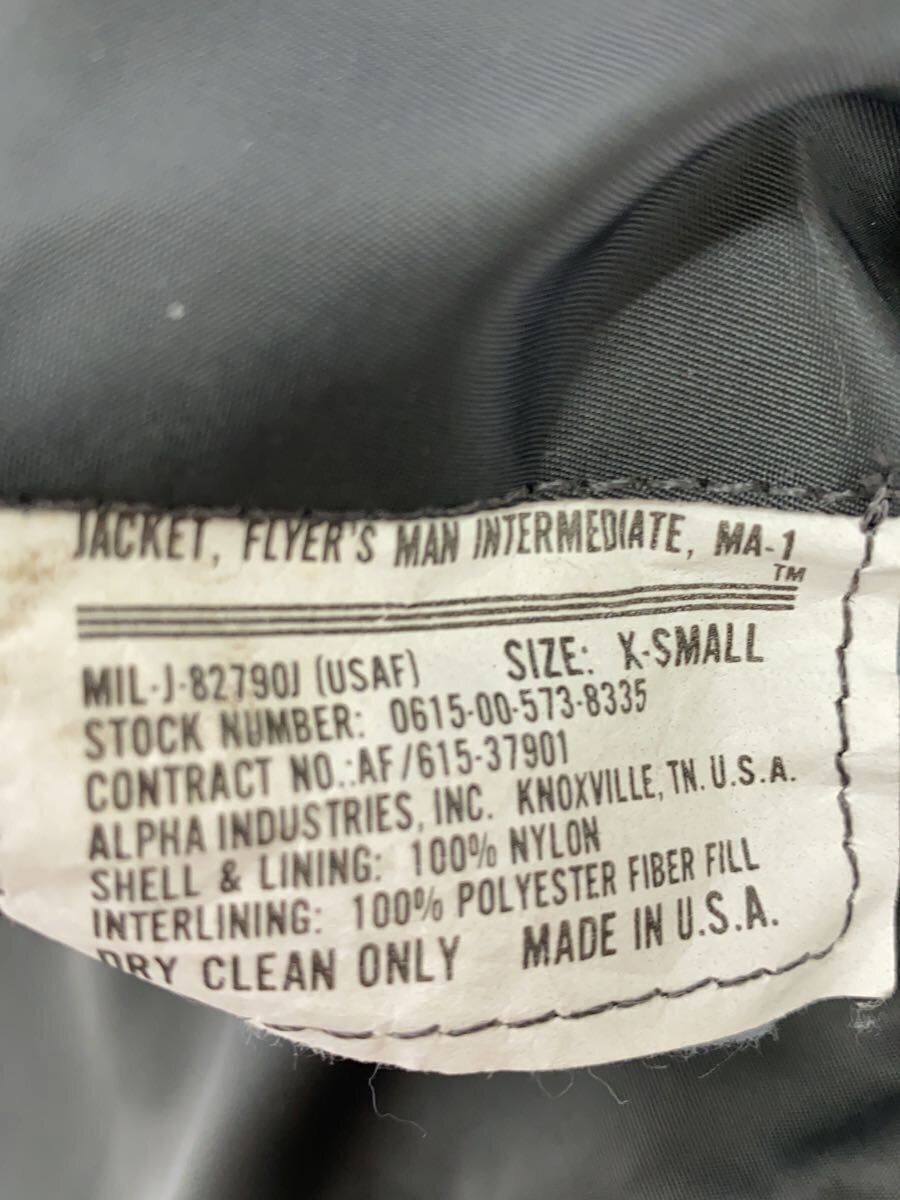 JACKET, FLYER'S MAN INTERMEDIATE, MA-1
TM
MIL-J-82790J (USAF) SIZE: X-SMALL
STOCK NUMBER: 0615-00-573-8335
CONTRACT NO.:AF/615-37901
ALPHA INDUSTRIES, INC. KNOXVILLE, TN. U.S.A.
SHELL & LINING: 100% NYLON
INTERLINING: 100% POLYESTER FIBER FILL
DRY CLEAN ONLY MADE IN U.S.A.